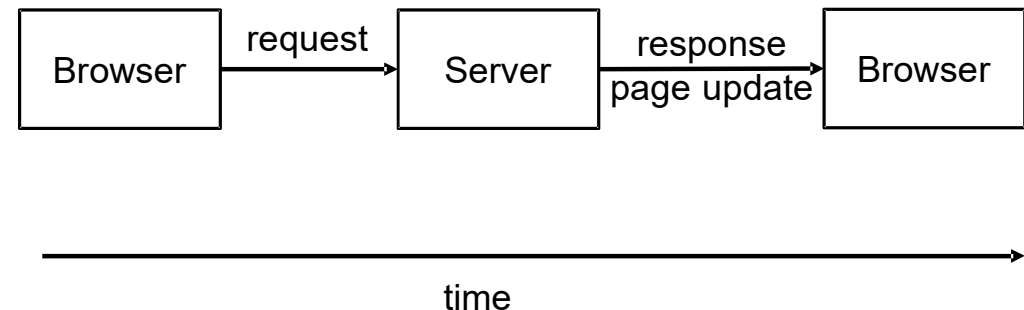 Browser
request
Server
response
page update
Browser
time